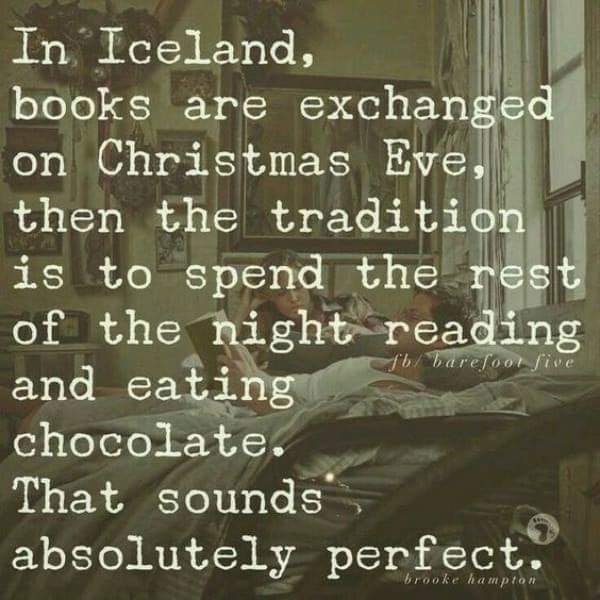 In Iceland,
books are exchanged
on Christmas Eve,
then the tradition
is to spend the rest
of the night reading
fb/ barefoot five
and eating
chocolate.
That sounds
absolutely perfect.
brooke hampton